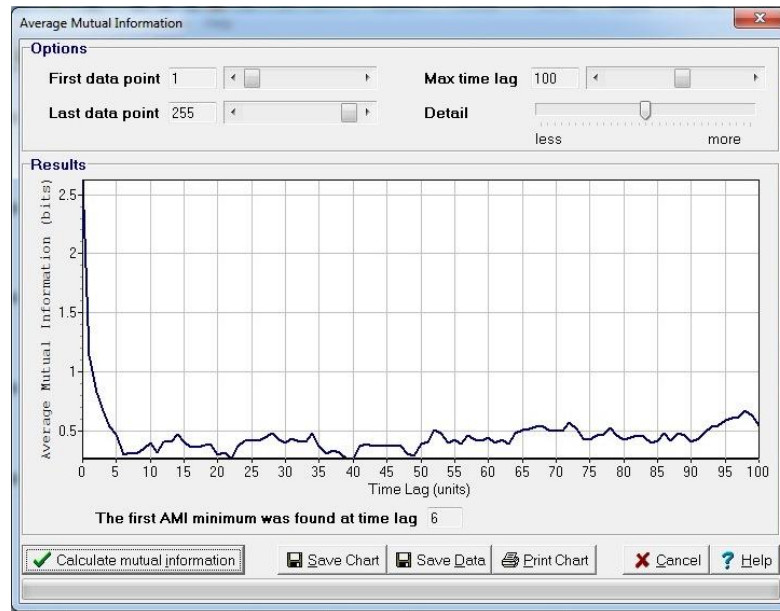 Average Mutual Information
Options
First data point 1
Max time lag 100
Last data point 255
Detail
less more
Results
Average Mutual Information (bits)
2.5
2
1.5
1
0.5
0 5 10 15 20 25 30 35 40 45 50 55 60 65 70 75 80 85 90 95 100
Time Lag (units)
The first AMI minimum was found at time lag 6
Calculate mutual information Save Chart Save Data Print Chart Cancel ? Help